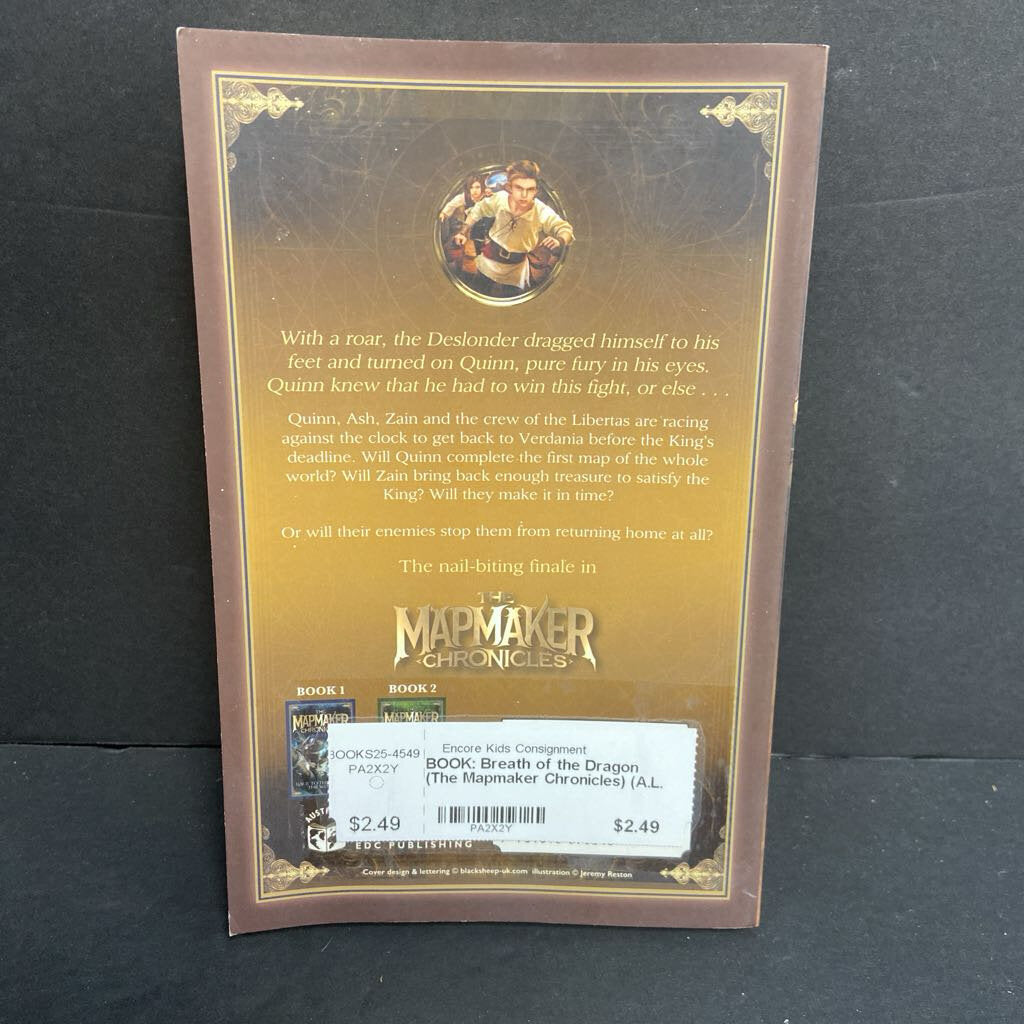 With a roar, the Deslonder dragged himself to his
feet and turned on Quinn, pure fury in his eyes.
Quinn knew that he had to win this fight, or else . . .
Quinn, Ash, Zain and the crew of the Libertas are racing
against the clock to get back to Verdania before the King's
deadline. Will Quinn complete the first map of the whole
world? Will Zain bring back enough treasure to satisfy the
King? Will they make it in time?
Or will their enemies stop them from returning home at all?
The nail-biting finale in
THE
MAPMAKER
CHRONICLES
BOOK 1
BOOK 2
THE
MAPMAKER
MAPMAKER
BOOKS25-4549
PA2X2Y
$2.49
Encore Kids Consignment
BOOK: Breath of the Dragon
(The Mapmaker Chronicles) (A.L.
PA2X2Y
$2.49
EDC PUBLISHING
Cover design & lettering © blacksheep-uk.com illustration © Jeremy Reston